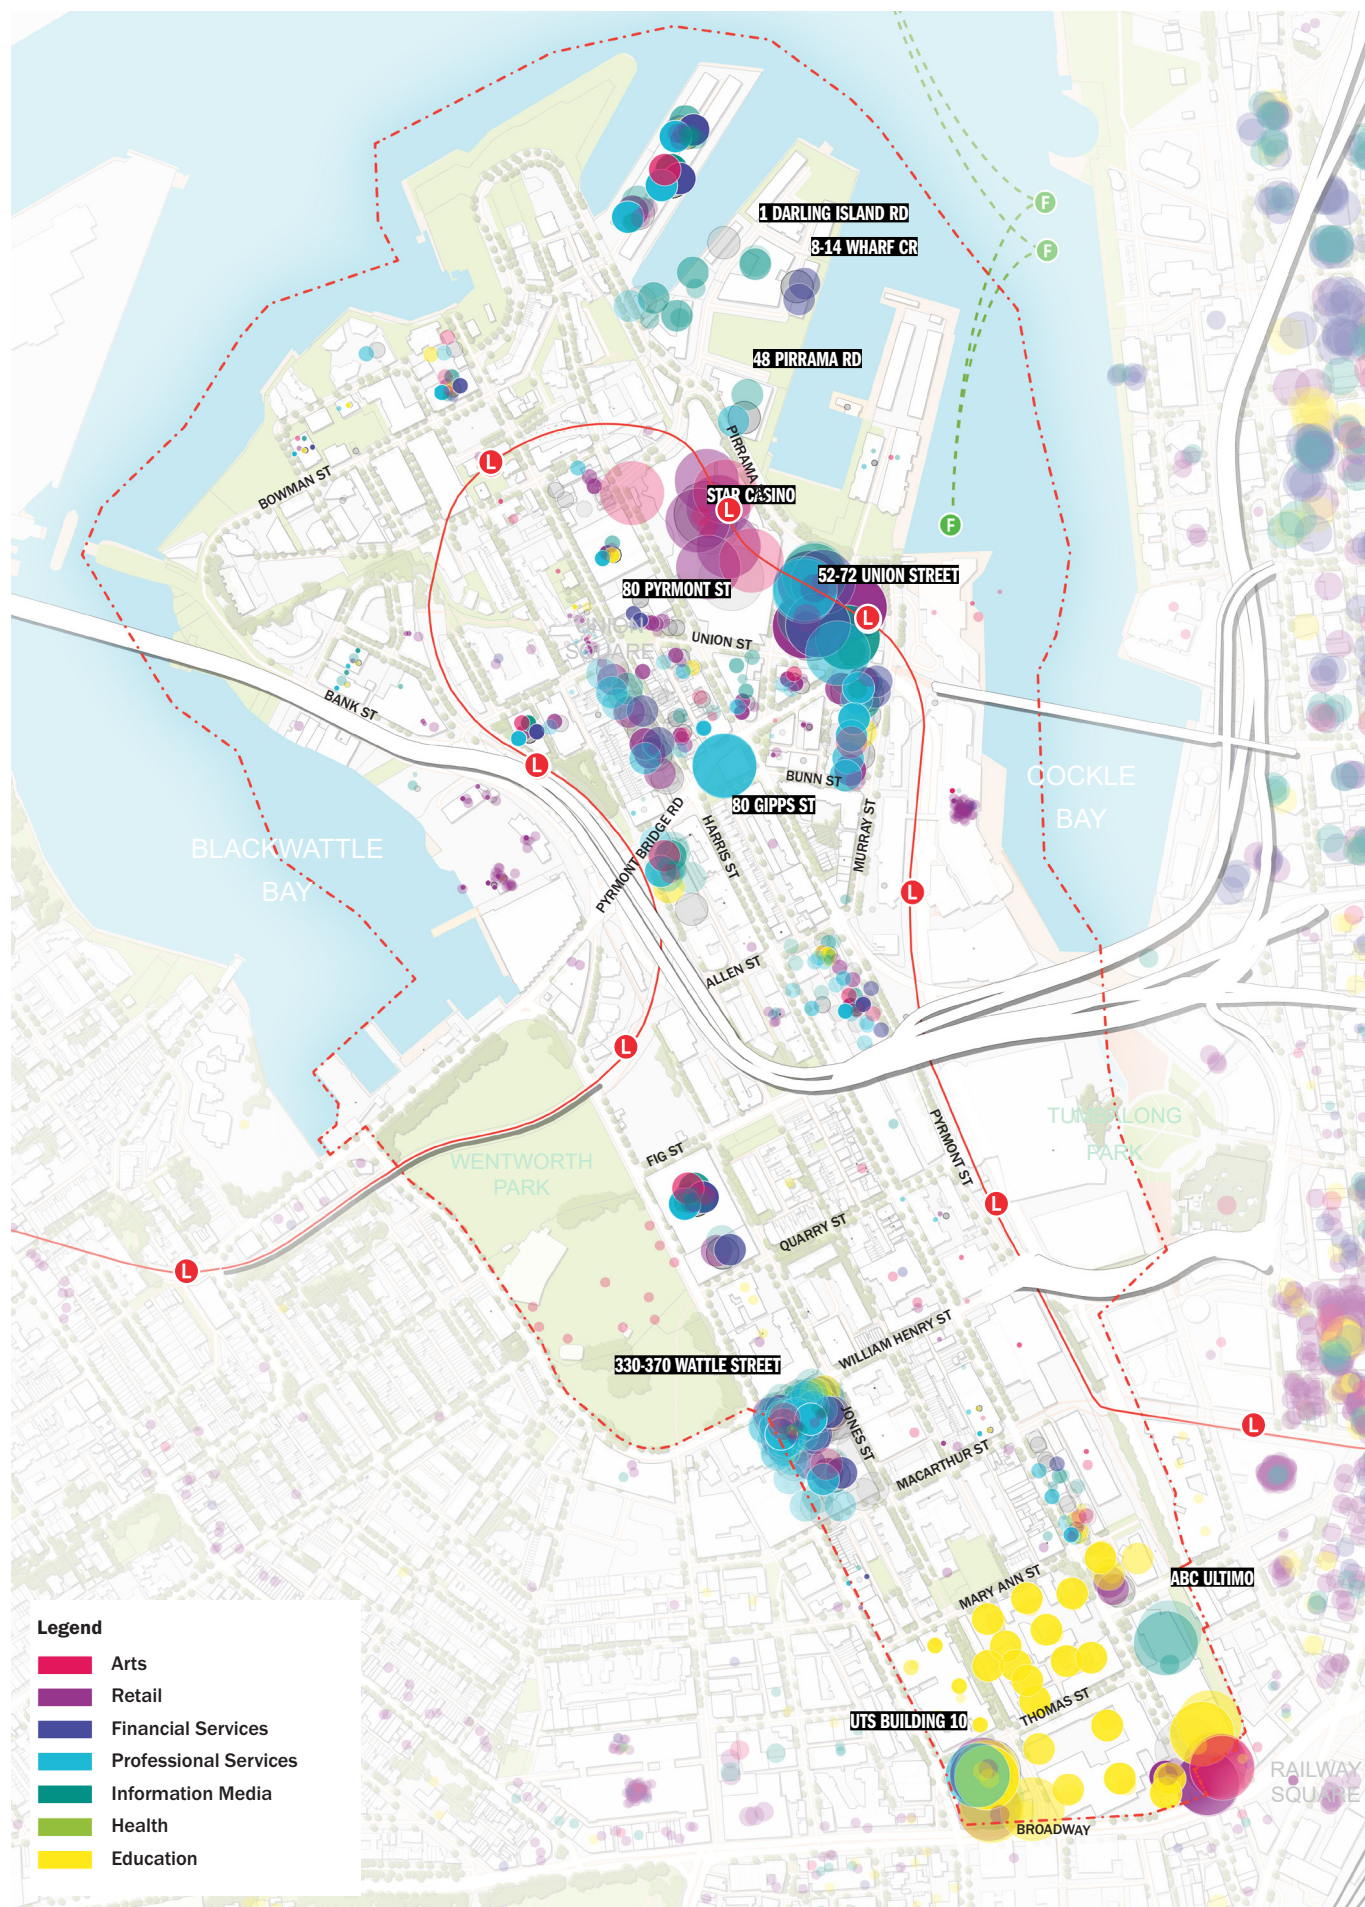 F
F
1 DARLING ISLAND RD
8-14 WHARF CR
48 PIRRAMA RD
PIRRAMA
L
BOWMAN ST
STAR CASINO
L
F
52-72 UNION STREET
80 PYRMONT ST
L
UNION
SQUARE
UNION ST
BANK ST
L
BUNN ST
COCKLE
BAY
80 GIPPS ST
BLACKWATTLE
BAY
PYRMONT BRIDGE RD
HARRIS ST
MURRAY ST
L
ALLEN ST
L
PYRMONT ST
TUMBALONG
PARK
WENTWORTH
PARK
FIG ST
L
QUARRY ST
L
WILLIAM HENRY ST
330-370 WATTLE STREET
JONES ST
L
MACARTHUR ST
MARY ANN ST
ABC ULTIMO
THOMAS ST
UTS BUILDING 10
RAILWAY
SQUARE
BROADWAY
Legend
Arts
Retail
Financial Services
Professional Services
Information Media
Health
Education